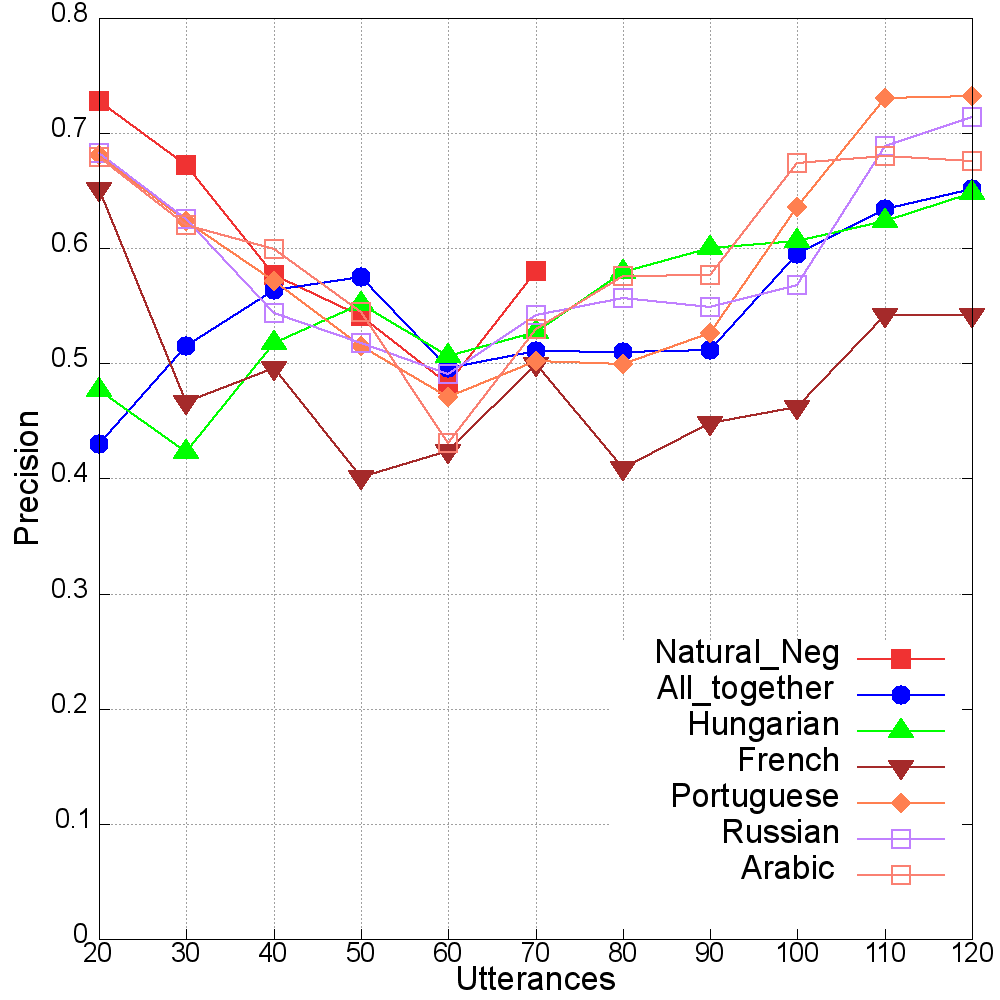 0.8
0.7
0.6
0.5
0.4
0.3
0.2
0.1
0
Precision
20 30 40 50 60 70 80 90 100 110 120
Utterances
Natural_Neg
All_together
Hungarian
French
Portuguese
Russian
Arabic